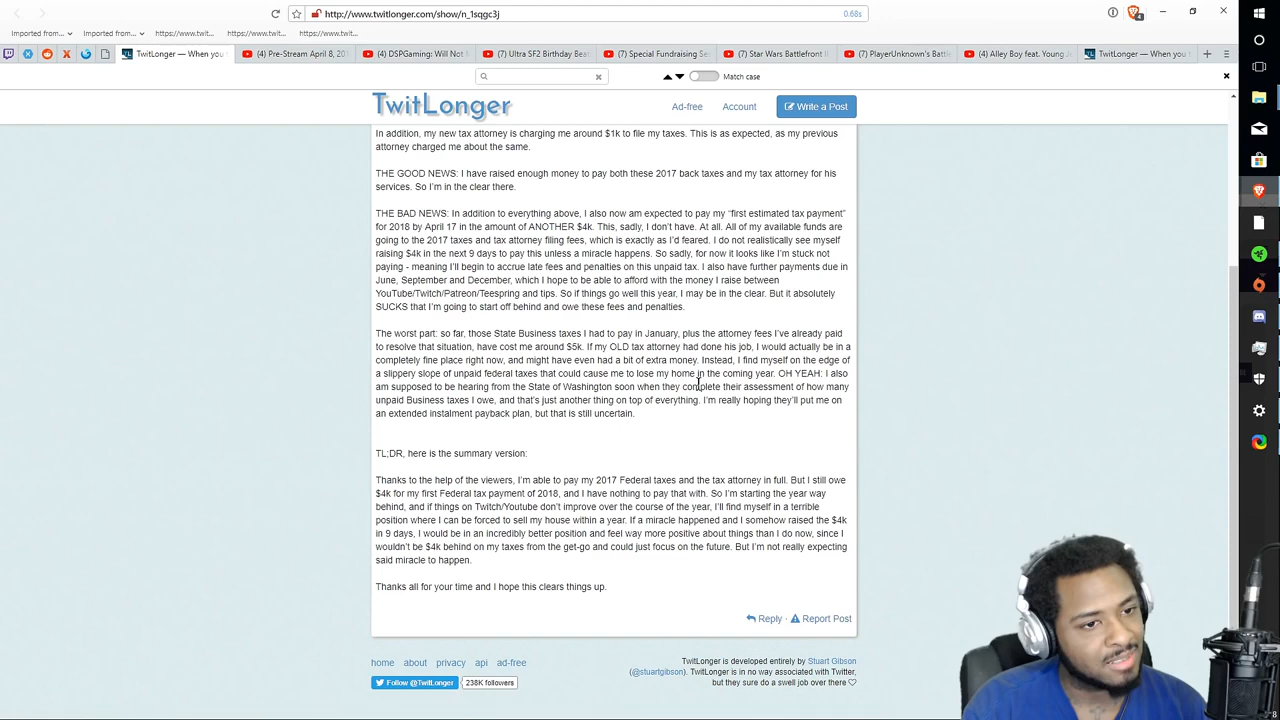 http://www.twitlonger.com/show/n_1sqgc3j
0.68s
4
Imported from...
Imported from...
https://www.twit...
https://www.twit...
https://www.twit...
TwitLonger — When you
(4) Pre-Stream April 8, 201
(4) DSPGaming: Will Not
(7) Ultra SF2 Birthday Beat
(7) Special Fundraising Se
(7) Star Wars Battlefront I
(7) PlayerUnknown's Battl
(4) Alley Boy feat. Young Je
TwitLonger — When you
Match case
TwitLonger
Ad-free
Account
Write a Post
In addition, my new tax attorney is charging me around $1k to file my taxes. This is as expected, as my previous
attorney charged me about the same.
THE GOOD NEWS: I have raised enough money to pay both these 2017 back taxes and my tax attorney for his
services. So I'm in the clear there.
THE BAD NEWS: In addition to everything above, I also now am expected to pay my “first estimated tax payment”
for 2018 by April 17 in the amount of ANOTHER $4k. This, sadly, I don't have. At all. All of my available funds are
going to the 2017 taxes and tax attorney filing fees, which is exactly as I'd feared. I do not realistically see myself
raising $4k in the next 9 days to pay this unless a miracle happens. So sadly, for now it looks like I'm stuck not
paying - meaning I'll begin to accrue late fees and penalties on this unpaid tax. I also have further payments due in
June, September and December, which I hope to be able to afford with the money I raise between
YouTube/Twitch/Patreon/Teespring and tips. So if things go well this year, I may be in the clear. But it absolutely
SUCKS that I'm going to start off behind and owe these fees and penalties.
The worst part: so far, those State Business taxes I had to pay in January, plus the attorney fees I've already paid
to resolve that situation, have cost me around $5k. If my OLD tax attorney had done his job, I would actually be in a
completely fine place right now, and might have even had a bit of extra money. Instead, I find myself on the edge of
a slippery slope of unpaid federal taxes that could cause me to lose my home in the coming year. OH YEAH: I also
am supposed to be hearing from the State of Washington soon when they complete their assessment of how many
unpaid Business taxes I owe, and that's just another thing on top of everything. I'm really hoping they'll put me on
an extended instalment payback plan, but that is still uncertain.
TL;DR, here is the summary version:
Thanks to the help of the viewers, I'm able to pay my 2017 Federal taxes and the tax attorney in full. But I still owe
$4k for my first Federal tax payment of 2018, and I have nothing to pay that with. So I'm starting the year way
behind, and if things on Twitch/Youtube don't improve over the course of the year, I'll find myself in a terrible
position where I can be forced to sell my house within a year. If a miracle happened and I somehow raised the $4k
in 9 days, I would be in an incredibly better position and feel way more positive about things than I do now, since I
wouldn't be $4k behind on my taxes from the get-go and could just focus on the future. But I'm not really expecting
said miracle to happen.
Thanks all for your time and I hope this clears things up.
Reply · Report Post
home about privacy api ad-free
TwitLonger is developed entirely by Stuart Gibson
(@stuartgibson). TwitLonger is in no way associated with Twitter,
but they sure do a swell job over there
Follow @TwitLonger
238K followers